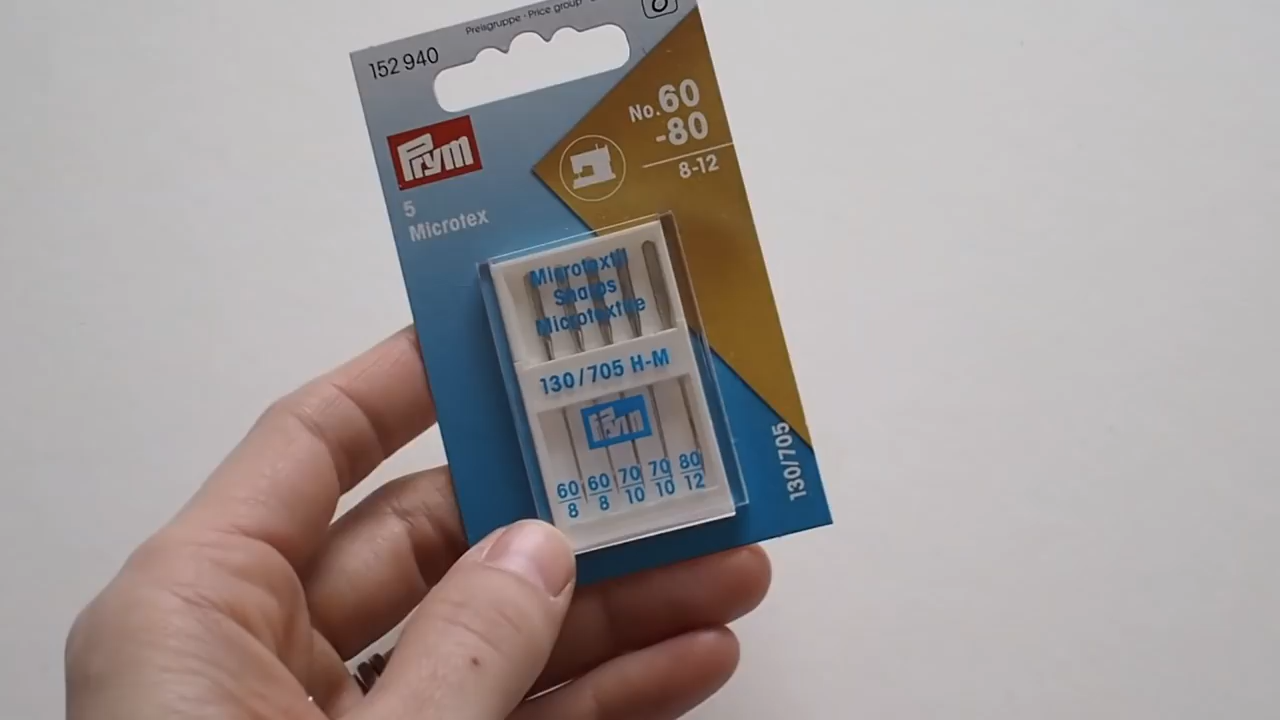 Preisgruppe · Price group
152 940
No.60
-80
8-12
Prym
5
Microtex
Microtextil
Sharps
Microtextile
130/705 H-M
Prym
60/8 60/8 70/10 70/10 80/12
130/705